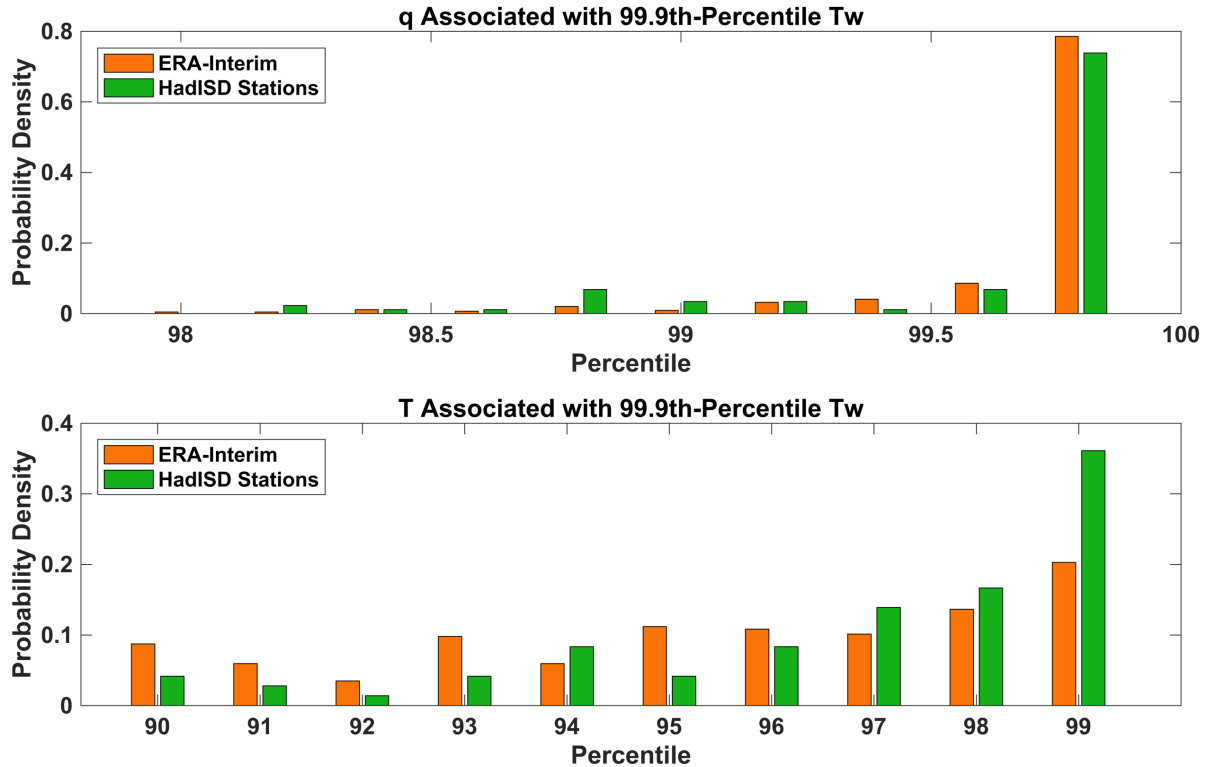 q Associated with 99.9th-Percentile Tw
Probability Density
0.8
0.6
0.4
0.2
0
ERA-Interim
HadISD Stations
98 98.5 99 99.5 100
Percentile
T Associated with 99.9th-Percentile Tw
Probability Density
0.4
0.3
0.2
0.1
0
ERA-Interim
HadISD Stations
90 91 92 93 94 95 96 97 98 99
Percentile